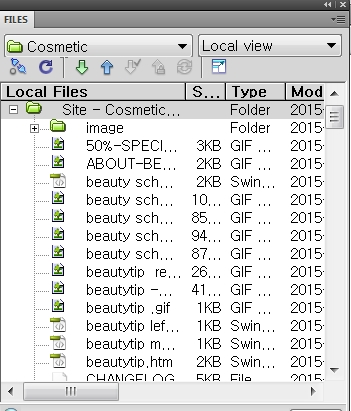 FILES
Cosmetic Local view
Local Files S... Type Mod
Site - Cosmetic... Folder 2015-
image Folder 2015-
50%-SPECI... 3KB GIF ... 2015-
ABOUT-BE... 2KB GIF ... 2015-
beauty sch... 2KB Swin... 2015-
beauty sch... 10... GIF ... 2015-
beauty sch... 85... GIF ... 2015-
beauty sch... 94... GIF ... 2015-
beauty sch... 87... GIF ... 2015-
beautytip re... 26... GIF ... 2015-
beautytip -... 41... GIF ... 2015-
beautytip ,gif 1KB GIF ... 2015-
beautytip lef... 1KB Swin... 2015-
beautytip m... 1KB Swin... 2015-
beautytip,htm 2KB Swin... 2015-
CHANGELOG 5KB File 2015-